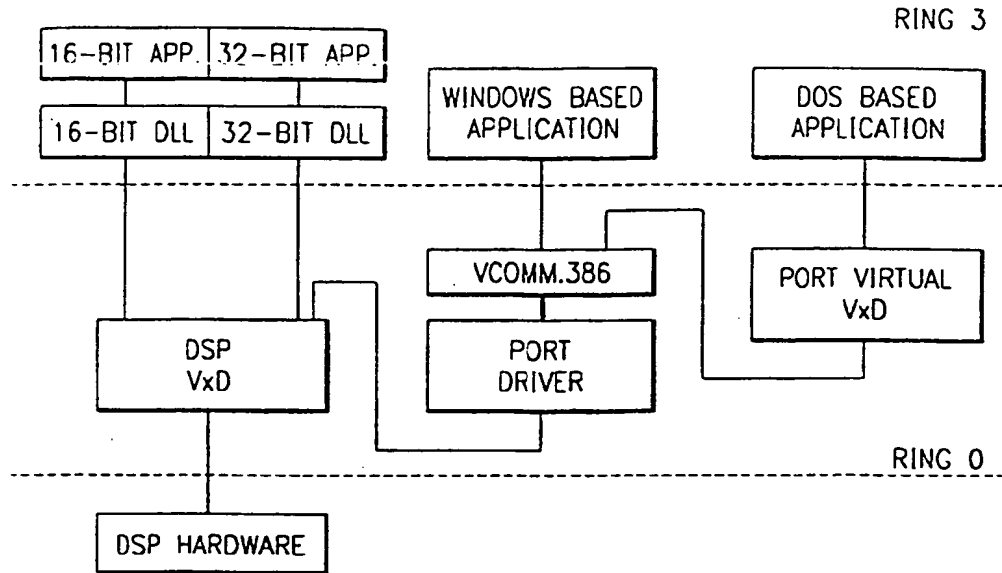 RING 3
16-BIT APP. 32-BIT APP.
16-BIT DLL 32-BIT DLL
WINDOWS BASED
APPLICATION
DOS BASED
APPLICATION
VCOMM.386
PORT VIRTUAL
VxD
DSP
VxD
PORT
DRIVER
RING 0
DSP HARDWARE